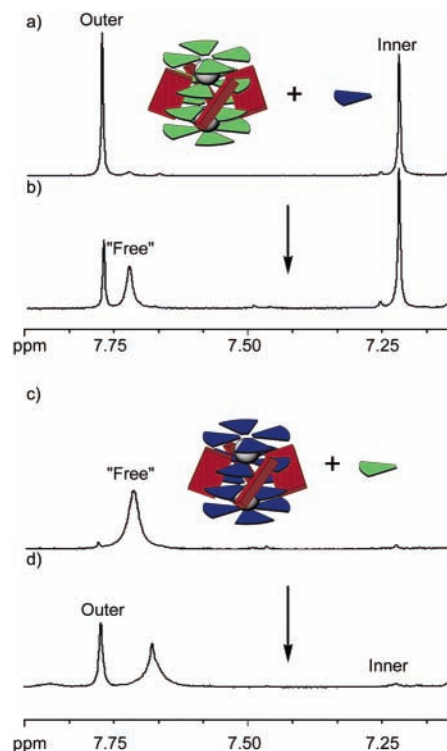 a)
Outer
Inner
+
b)
"Free"
ppm 7.75 7.50 7.25
c)
"Free"
+
d)
Outer
Inner
ppm 7.75 7.50 7.25